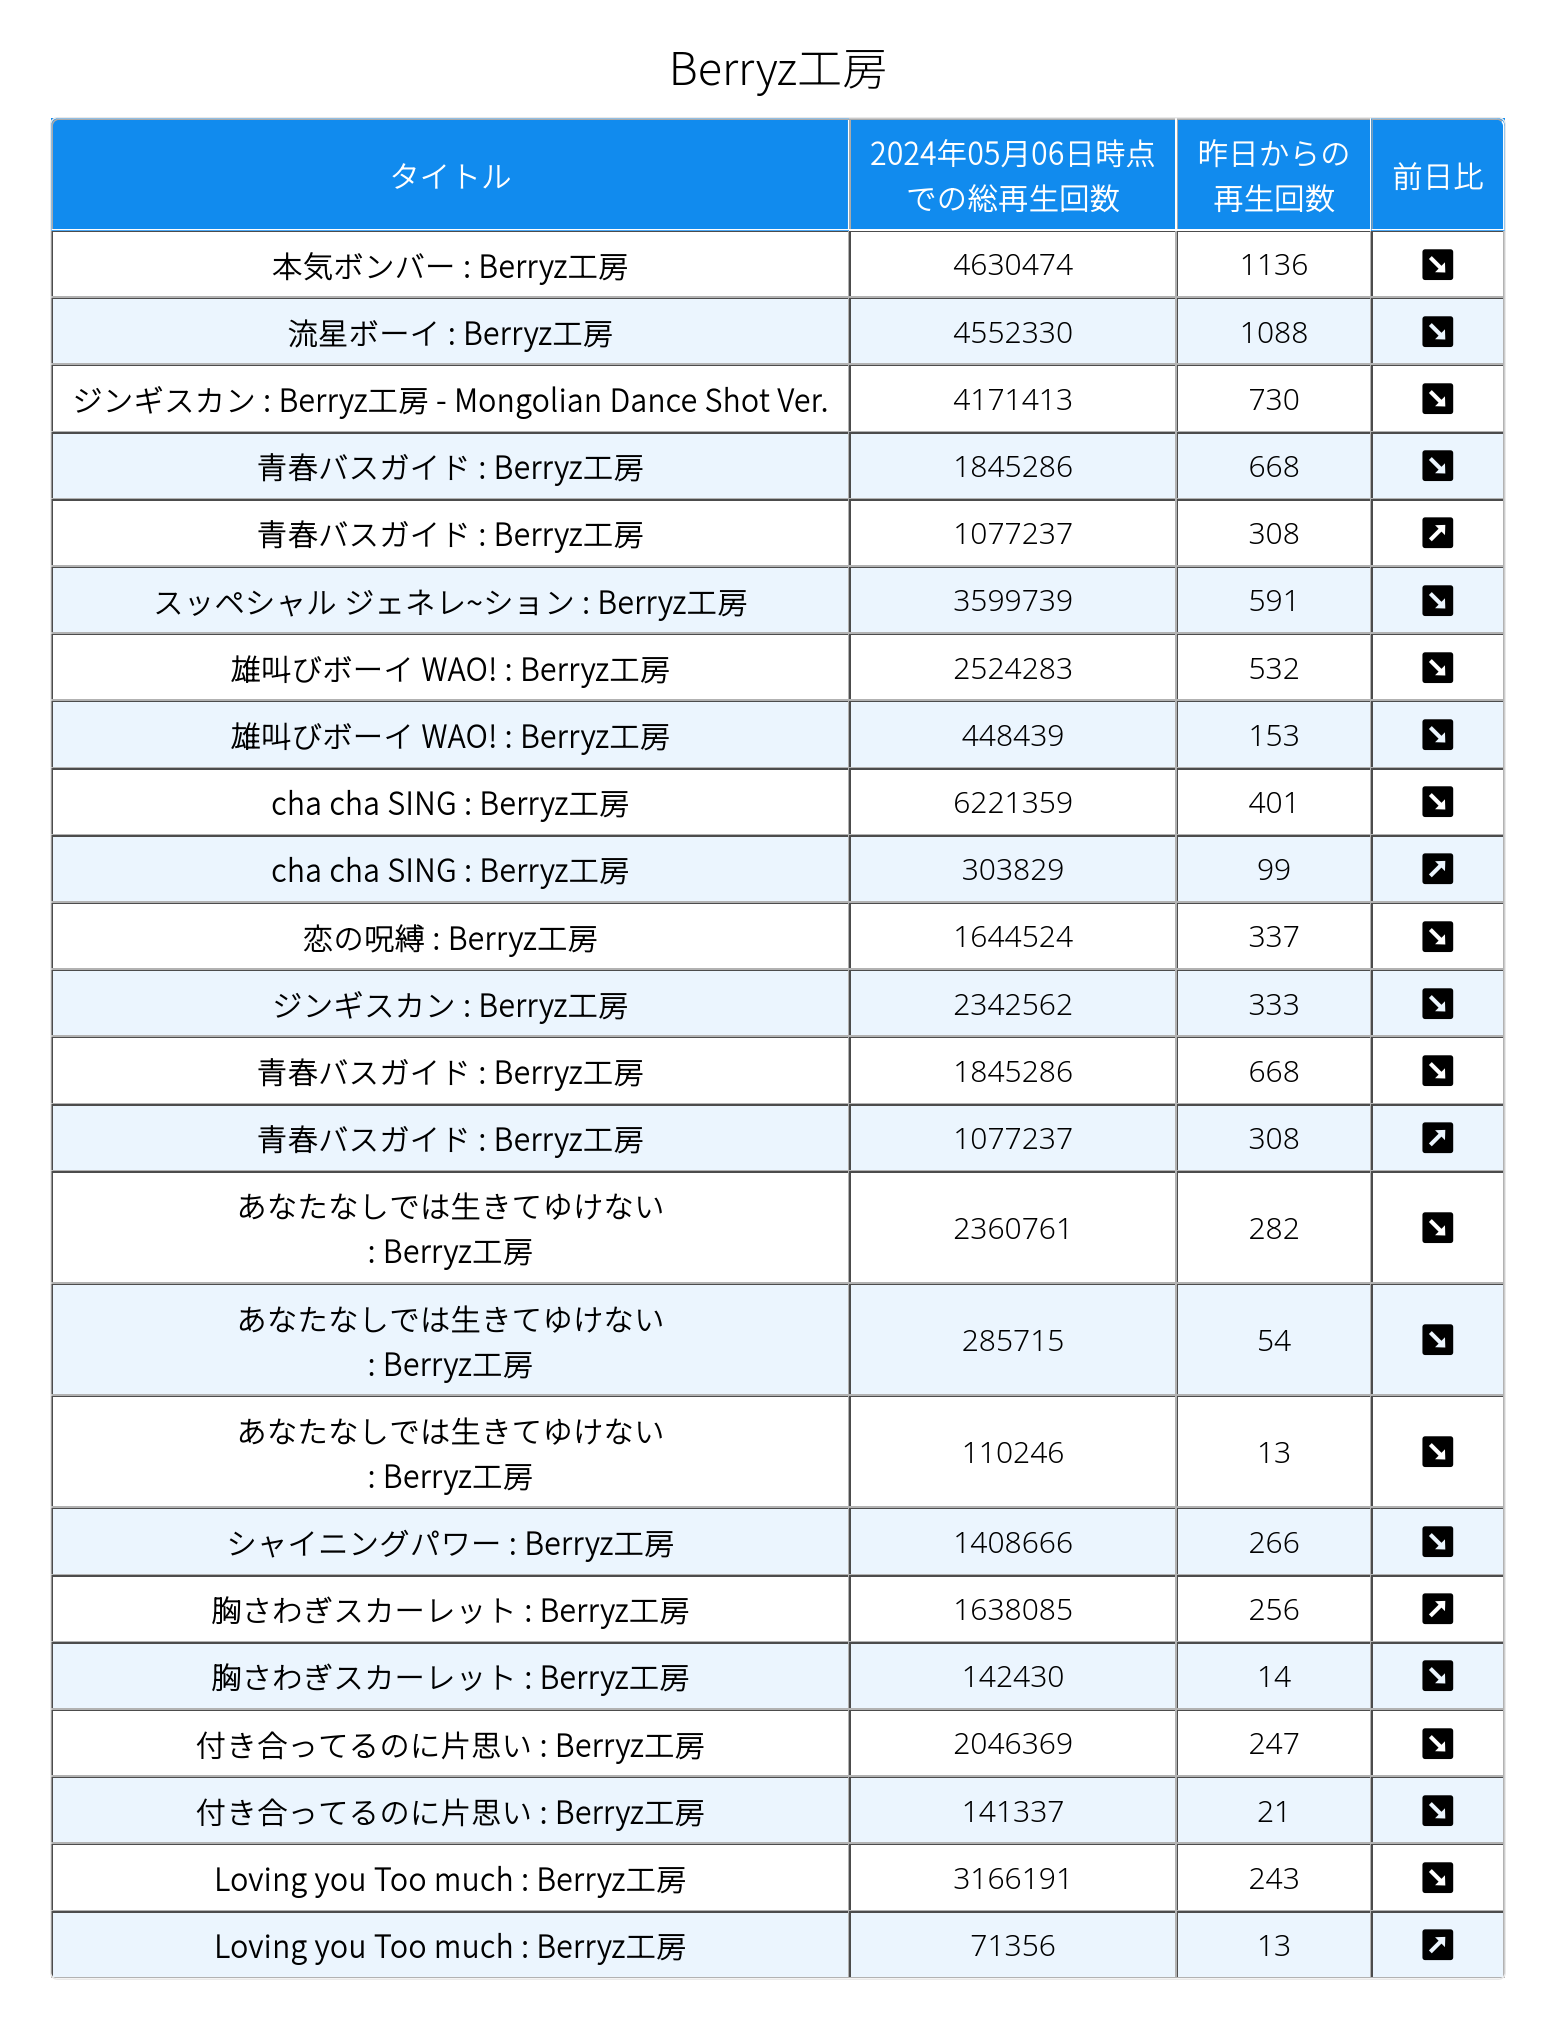 Berryz工房
タイトル 2024年05月06日時点 昨日からの 前日比
での総再生回数 再生回数
本気ボンバー : Berryz工房 4630474 1136 ↘
流星ボーイ : Berryz工房 4552330 1088 ↘
ジンギスカン : Berryz工房 - Mongolian Dance Shot Ver. 4171413 730 ↘
青春バスガイド : Berryz工房 1845286 668 ↘
青春バスガイド : Berryz工房 1077237 308 ↗
スッペシャル ジェネレ~ション : Berryz工房 3599739 591 ↘
雄叫びボーイ WAO! : Berryz工房 2524283 532 ↘
雄叫びボーイ WAO! : Berryz工房 448439 153 ↘
cha cha SING : Berryz工房 6221359 401 ↘
cha cha SING : Berryz工房 303829 99 ↗
恋の呪縛 : Berryz工房 1644524 337 ↘
ジンギスカン : Berryz工房 2342562 333 ↘
青春バスガイド : Berryz工房 1845286 668 ↘
青春バスガイド : Berryz工房 1077237 308 ↗
あなたなしでは生きてゆけない
: Berryz工房 2360761 282 ↘
あなたなしでは生きてゆけない
: Berryz工房 285715 54 ↘
あなたなしでは生きてゆけない
: Berryz工房 110246 13 ↘
シャイニングパワー : Berryz工房 1408666 266 ↘
胸さわぎスカーレット : Berryz工房 1638085 256 ↗
胸さわぎスカーレット : Berryz工房 142430 14 ↘
付き合ってるのに片思い : Berryz工房 2046369 247 ↘
付き合ってるのに片思い : Berryz工房 141337 21 ↘
Loving you Too much : Berryz工房 3166191 243 ↘
Loving you Too much : Berryz工房 71356 13 ↗